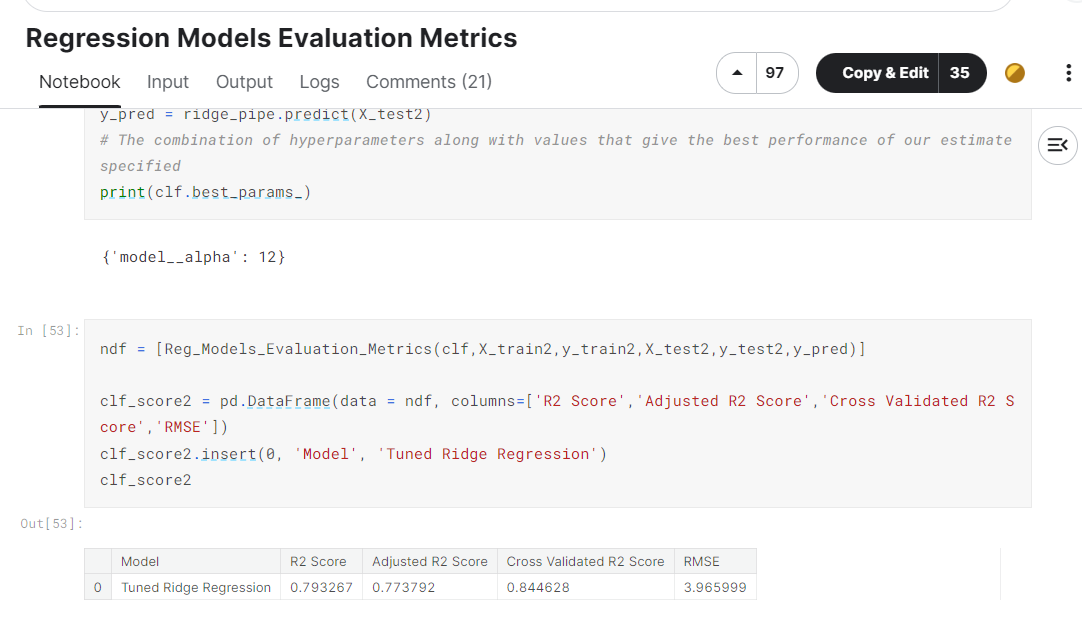 Regression Models Evaluation Metrics
Notebook Input Output Logs Comments (21)
97
Copy & Edit 35
y_pred = ridge_pipe.predict(X_test2)
# The combination of hyperparameters along with values that give the best performance of our estimate
specified
print(clf.best_params_)
{'model__alpha': 12}
In [53]:
ndf = [Reg_Models_Evaluation_Metrics(clf,X_train2,y_train2,X_test2,y_test2,y_pred)]
clf_score2 = pd.DataFrame(data = ndf, columns=['R2 Score','Adjusted R2 Score','Cross Validated R2 S
core','RMSE'])
clf_score2.insert(0, 'Model', 'Tuned Ridge Regression')
clf_score2
Out[53]:
Model R2 Score Adjusted R2 Score Cross Validated R2 Score RMSE
0 Tuned Ridge Regression 0.793267 0.773792 0.844628 3.965999